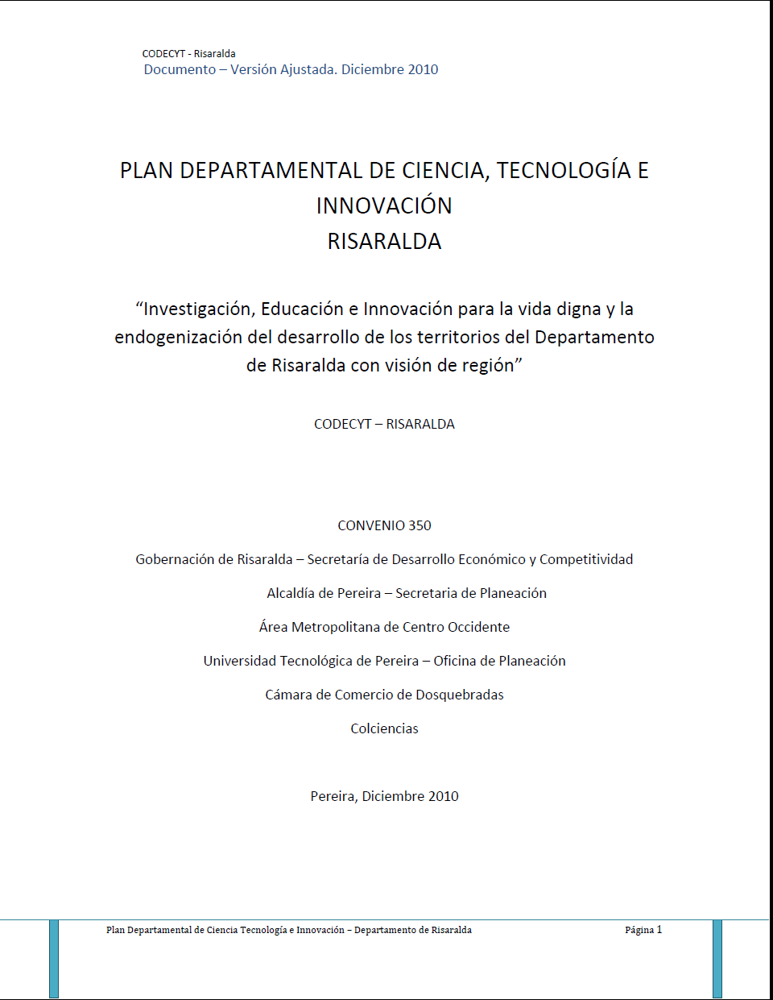 CODECYT - Risaralda
Documento – Versión Ajustada. Diciembre 2010
PLAN DEPARTAMENTAL DE CIENCIA, TECNOLOGÍA E
INNOVACIÓN
RISARALDA
“Investigación, Educación e Innovación para la vida digna y la
endogenización del desarrollo de los territorios del Departamento
de Risaralda con visión de región”
CODECYT – RISARALDA
CONVENIO 350
Gobernación de Risaralda – Secretaría de Desarrollo Económico y Competitividad
Alcaldía de Pereira – Secretaria de Planeación
Área Metropolitana de Centro Occidente
Universidad Tecnológica de Pereira – Oficina de Planeación
Cámara de Comercio de Dosquebradas
Colciencias
Pereira, Diciembre 2010
Plan Departamental de Ciencia Tecnología e Innovación – Departamento de Risaralda Página 1